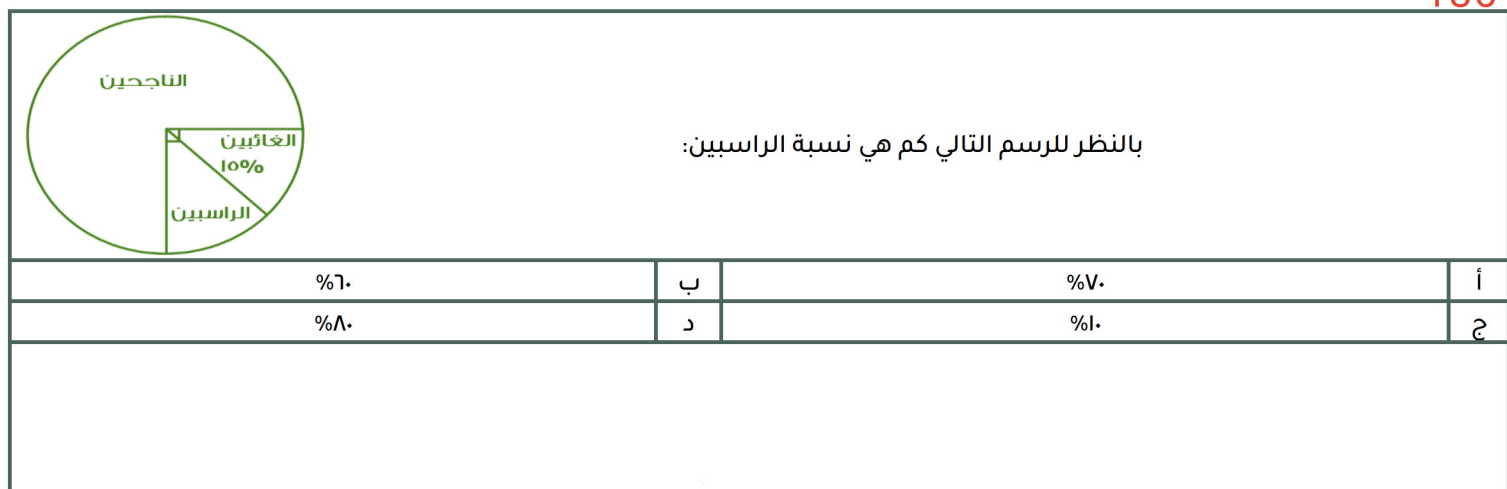 الناجحين
الغائبين
١٥%
الراسبين
بالنظر للرسم التالي كم هي نسبة الراسبين:
أ
%٧٠
ب
%٦٠
ج
%١٠
د
%٨٠